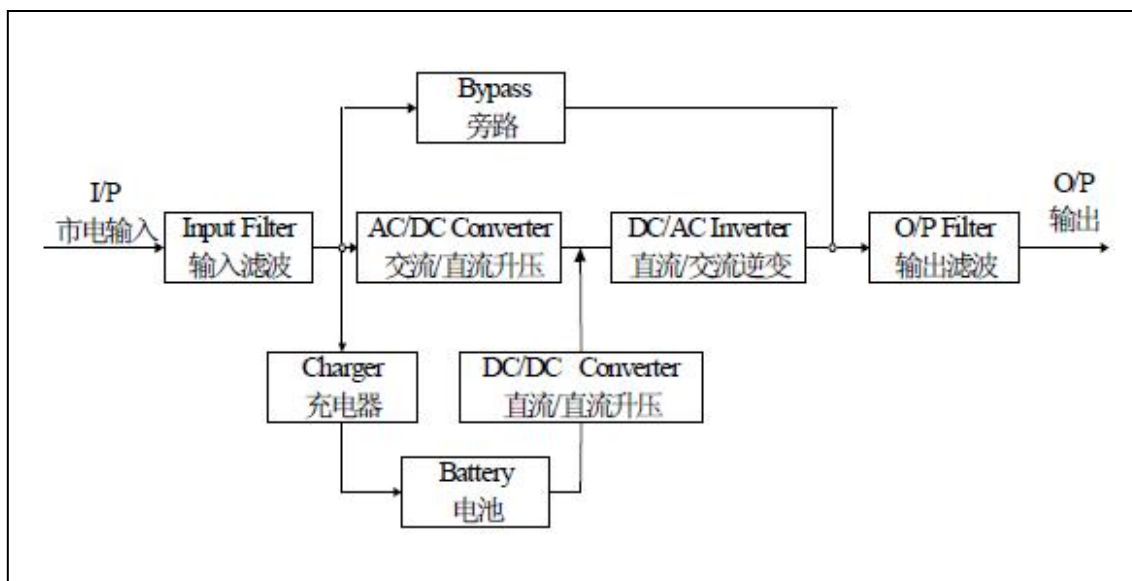 Bypass
旁路
I/P
市电输入
Input Filter
输入滤波
AC/DC Converter
交流/直流升压
DC/AC Inverter
直流/交流逆变
O/P Filter
输出滤波
O/P
输出
Charger
充电器
DC/DC Converter
直流/直流升压
Battery
电池